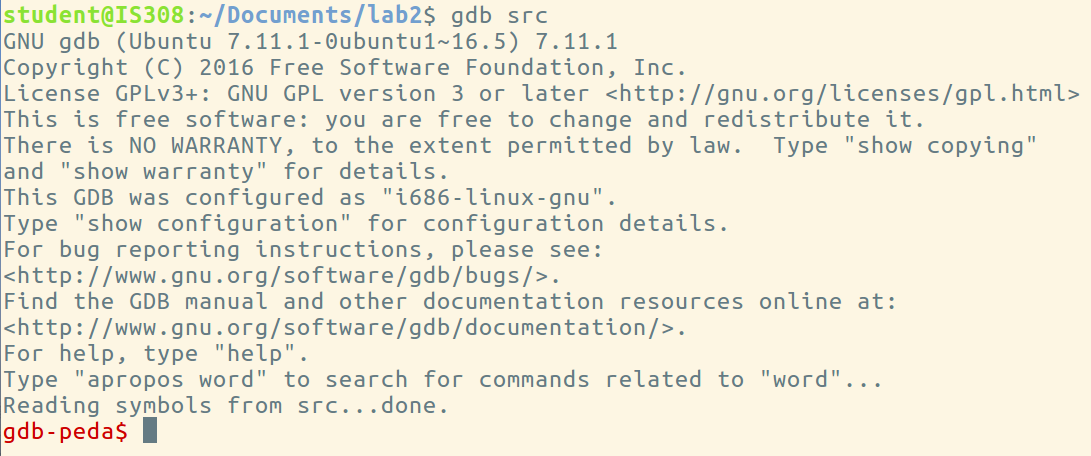 student@IS308:~/Documents/lab2$ gdb src
GNU gdb (Ubuntu 7.11.1-0ubuntu1~16.5) 7.11.1
Copyright (C) 2016 Free Software Foundation, Inc.
License GPLv3+: GNU GPL version 3 or later <http://gnu.org/licenses/gpl.html>
This is free software: you are free to change and redistribute it.
There is NO WARRANTY, to the extent permitted by law.  Type "show copying"
and "show warranty" for details.
This GDB was configured as "i686-linux-gnu".
Type "show configuration" for configuration details.
For bug reporting instructions, please see:
<http://www.gnu.org/software/gdb/bugs/>.
Find the GDB manual and other documentation resources online at:
<http://www.gnu.org/software/gdb/documentation/>.
For help, type "help".
Type "apropos word" to search for commands related to "word"...
Reading symbols from src...done.
gdb-peda$